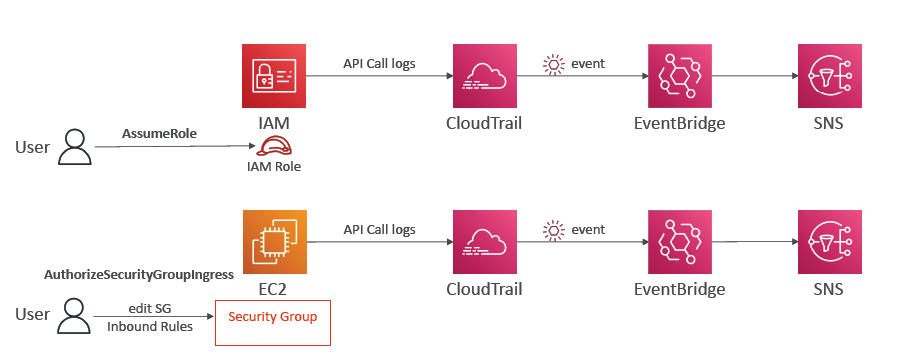 API Call logs
event
IAM
CloudTrail
EventBridge
SNS
User
AssumeRole
IAM Role
API Call logs
event
AuthorizeSecurityGroupIngress
EC2
CloudTrail
EventBridge
SNS
User
edit SG
Inbound Rules
Security Group